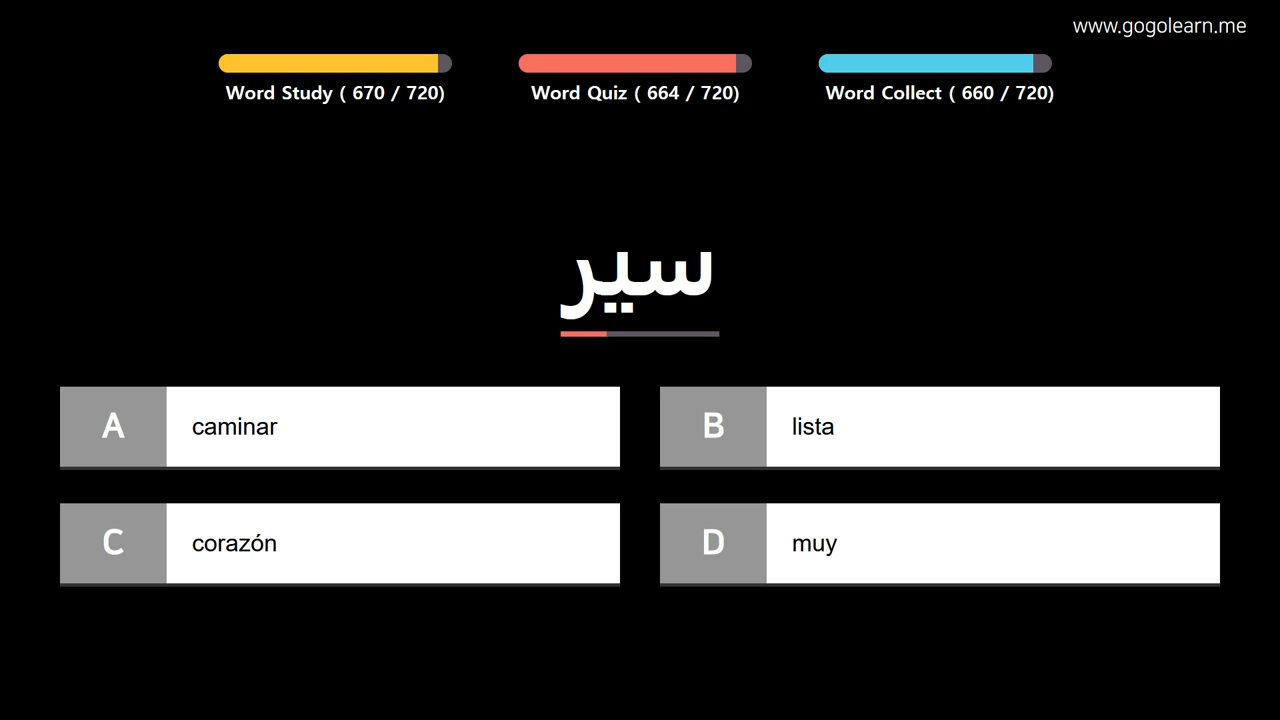 www.gogolearn.me
Word Study ( 670 / 720)
Word Quiz ( 664 / 720)
Word Collect ( 660 / 720)
سير
A caminar
B lista
C corazón
D muy